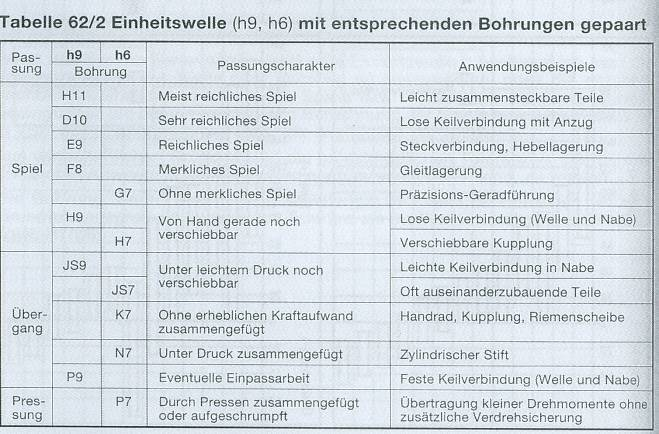 Tabelle 62/2 Einheitswelle (h9, h6) mit entsprechenden Bohrungen gepaart
Pas-
sung
h9 h6
Bohrung
Passungscharakter
Anwendungsbeispiele
Spiel
H11 Meist reichliches Spiel Leicht zusammensteckbare Teile
D10 Sehr reichliches Spiel Lose Keilverbindung mit Anzug
E9 Reichliches Spiel Steckverbindung, Hebellagerung
F8 Merkliches Spiel Gleitlagerung
G7 Ohne merkliches Spiel Präzisions-Geradführung
H9 Von Hand gerade noch Lose Keilverbindung (Welle und Nabe)
verschiebbar
H7 Verschiebbare Kupplung
Über-
gang
JS9 Unter leichtem Druck noch Leichte Keilverbindung in Nabe
verschiebbar
JS7 Oft auseinanderzubauende Teile
K7 Ohne erheblichen Kraftaufwand Handrad, Kupplung, Riemenscheibe
zusammengefügt
N7 Unter Druck zusammengefügt Zylindrischer Stift
P9 Eventuelle Einpassarbeit Feste Keilverbindung (Welle und Nabe)
Pres-
sung
P7 Durch Pressen zusammengefügt Übertragung kleiner Drehmomente ohne
oder aufgeschrumpft zusätzliche Verdrehsicherung